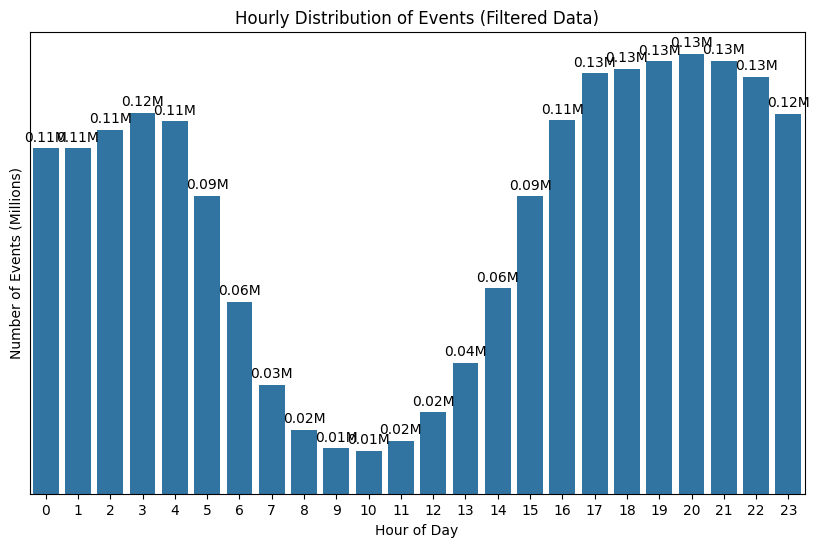 Hourly Distribution of Events (Filtered Data)
Number of Events (Millions)
0.11M
0.11M
0.11M
0.12M
0.11M
0.09M
0.06M
0.03M
0.02M
0.01M
0.01M
0.02M
0.02M
0.04M
0.06M
0.09M
0.11M
0.13M
0.13M
0.13M
0.13M
0.13M
0.13M
0.12M
0 1 2 3 4 5 6 7 8 9 10 11 12 13 14 15 16 17 18 19 20 21 22 23
Hour of Day